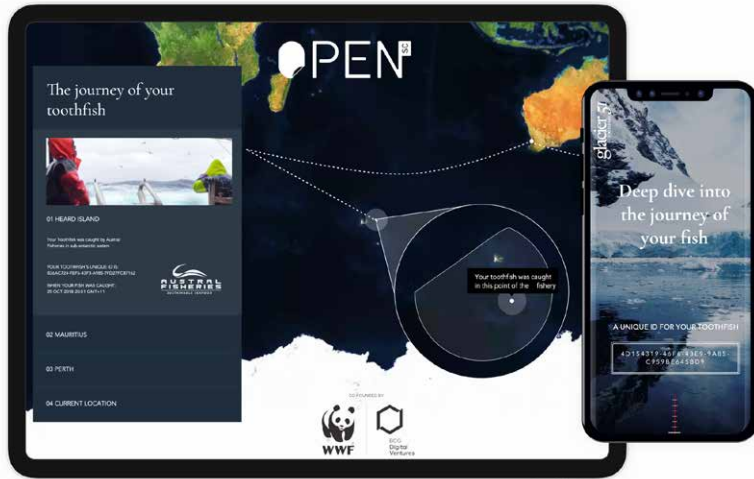 OPEN
SC
The journey of your
toothfish
01 HEARD ISLAND
Your Toothfish was caught by Austral
Fisheries in sub-antarctic waters
YOUR TOOTHFISH'S UNIQUE ID IS:
WHEN YOUR FISH WAS CAUGHT:
AUSTRAL
FISHERIES
02 MAURITIUS
03 PERTH
04 CURRENT LOCATION
Your toothfish was caught
in this point of the fishery
CO-FOUNDED BY
WWF
BCG
Digital
Ventures
glacier 51
Deep dive into
the journey of
your fish
A UNIQUE ID FOR YOUR TOOTHFISH